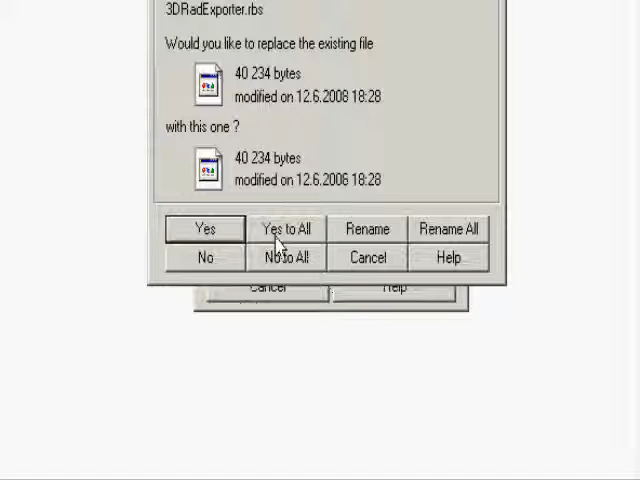 3DRadExporter.rbs
Would you like to replace the existing file
40 234 bytes
modified on 12.6.2008 18:28
with this one ?
40 234 bytes
modified on 12.6.2008 18:28
Yes Yes to All Rename Rename All
No No to All Cancel Help
Cancel Help